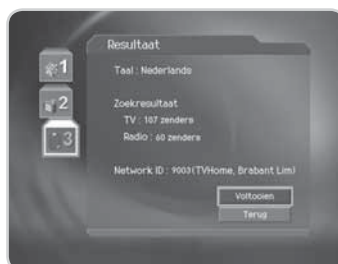 1
2
3
Resultaat
Taal : Nederlands
Zoekresultaat
TV : 107 zenders
Radio : 60 zenders
Network ID : 9003(TVHome, Brabant Lim)
Voltooien
Terug